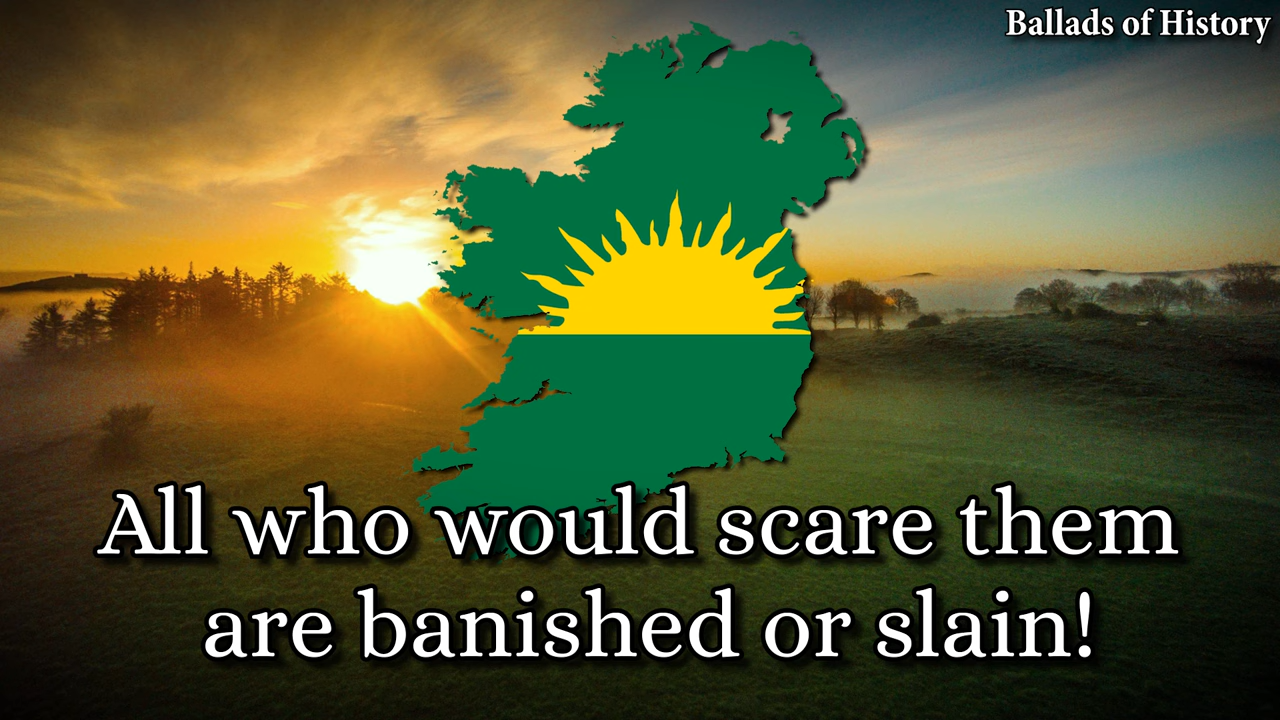 Ballads of History
All who would scare them
are banished or slain!